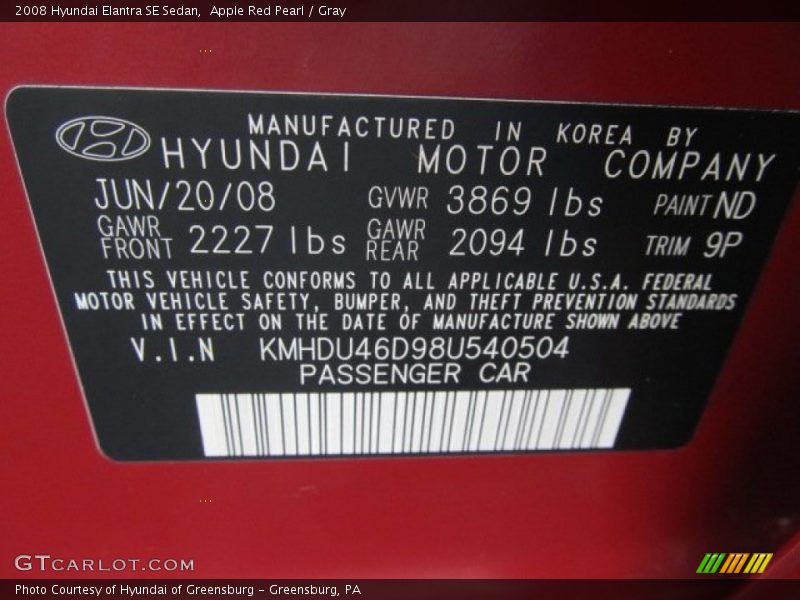 2008 Hyundai Elantra SE Sedan, Apple Red Pearl / Gray
MANUFACTURED IN KOREA BY
HYUNDAI MOTOR COMPANY
JUN/20/08 GVWR 3869 lbs PAINT ND
GAWR FRONT 2227 lbs GAWR REAR 2094 lbs TRIM 9P
THIS VEHICLE CONFORMS TO ALL APPLICABLE U.S.A. FEDERAL
MOTOR VEHICLE SAFETY, BUMPER, AND THEFT PREVENTION STANDARDS
IN EFFECT ON THE DATE OF MANUFACTURE SHOWN ABOVE
V.I.N KMHDU46D98U540504
PASSENGER CAR
GTCARLOT.COM
Photo Courtesy of Hyundai of Greensburg - Greensburg, PA